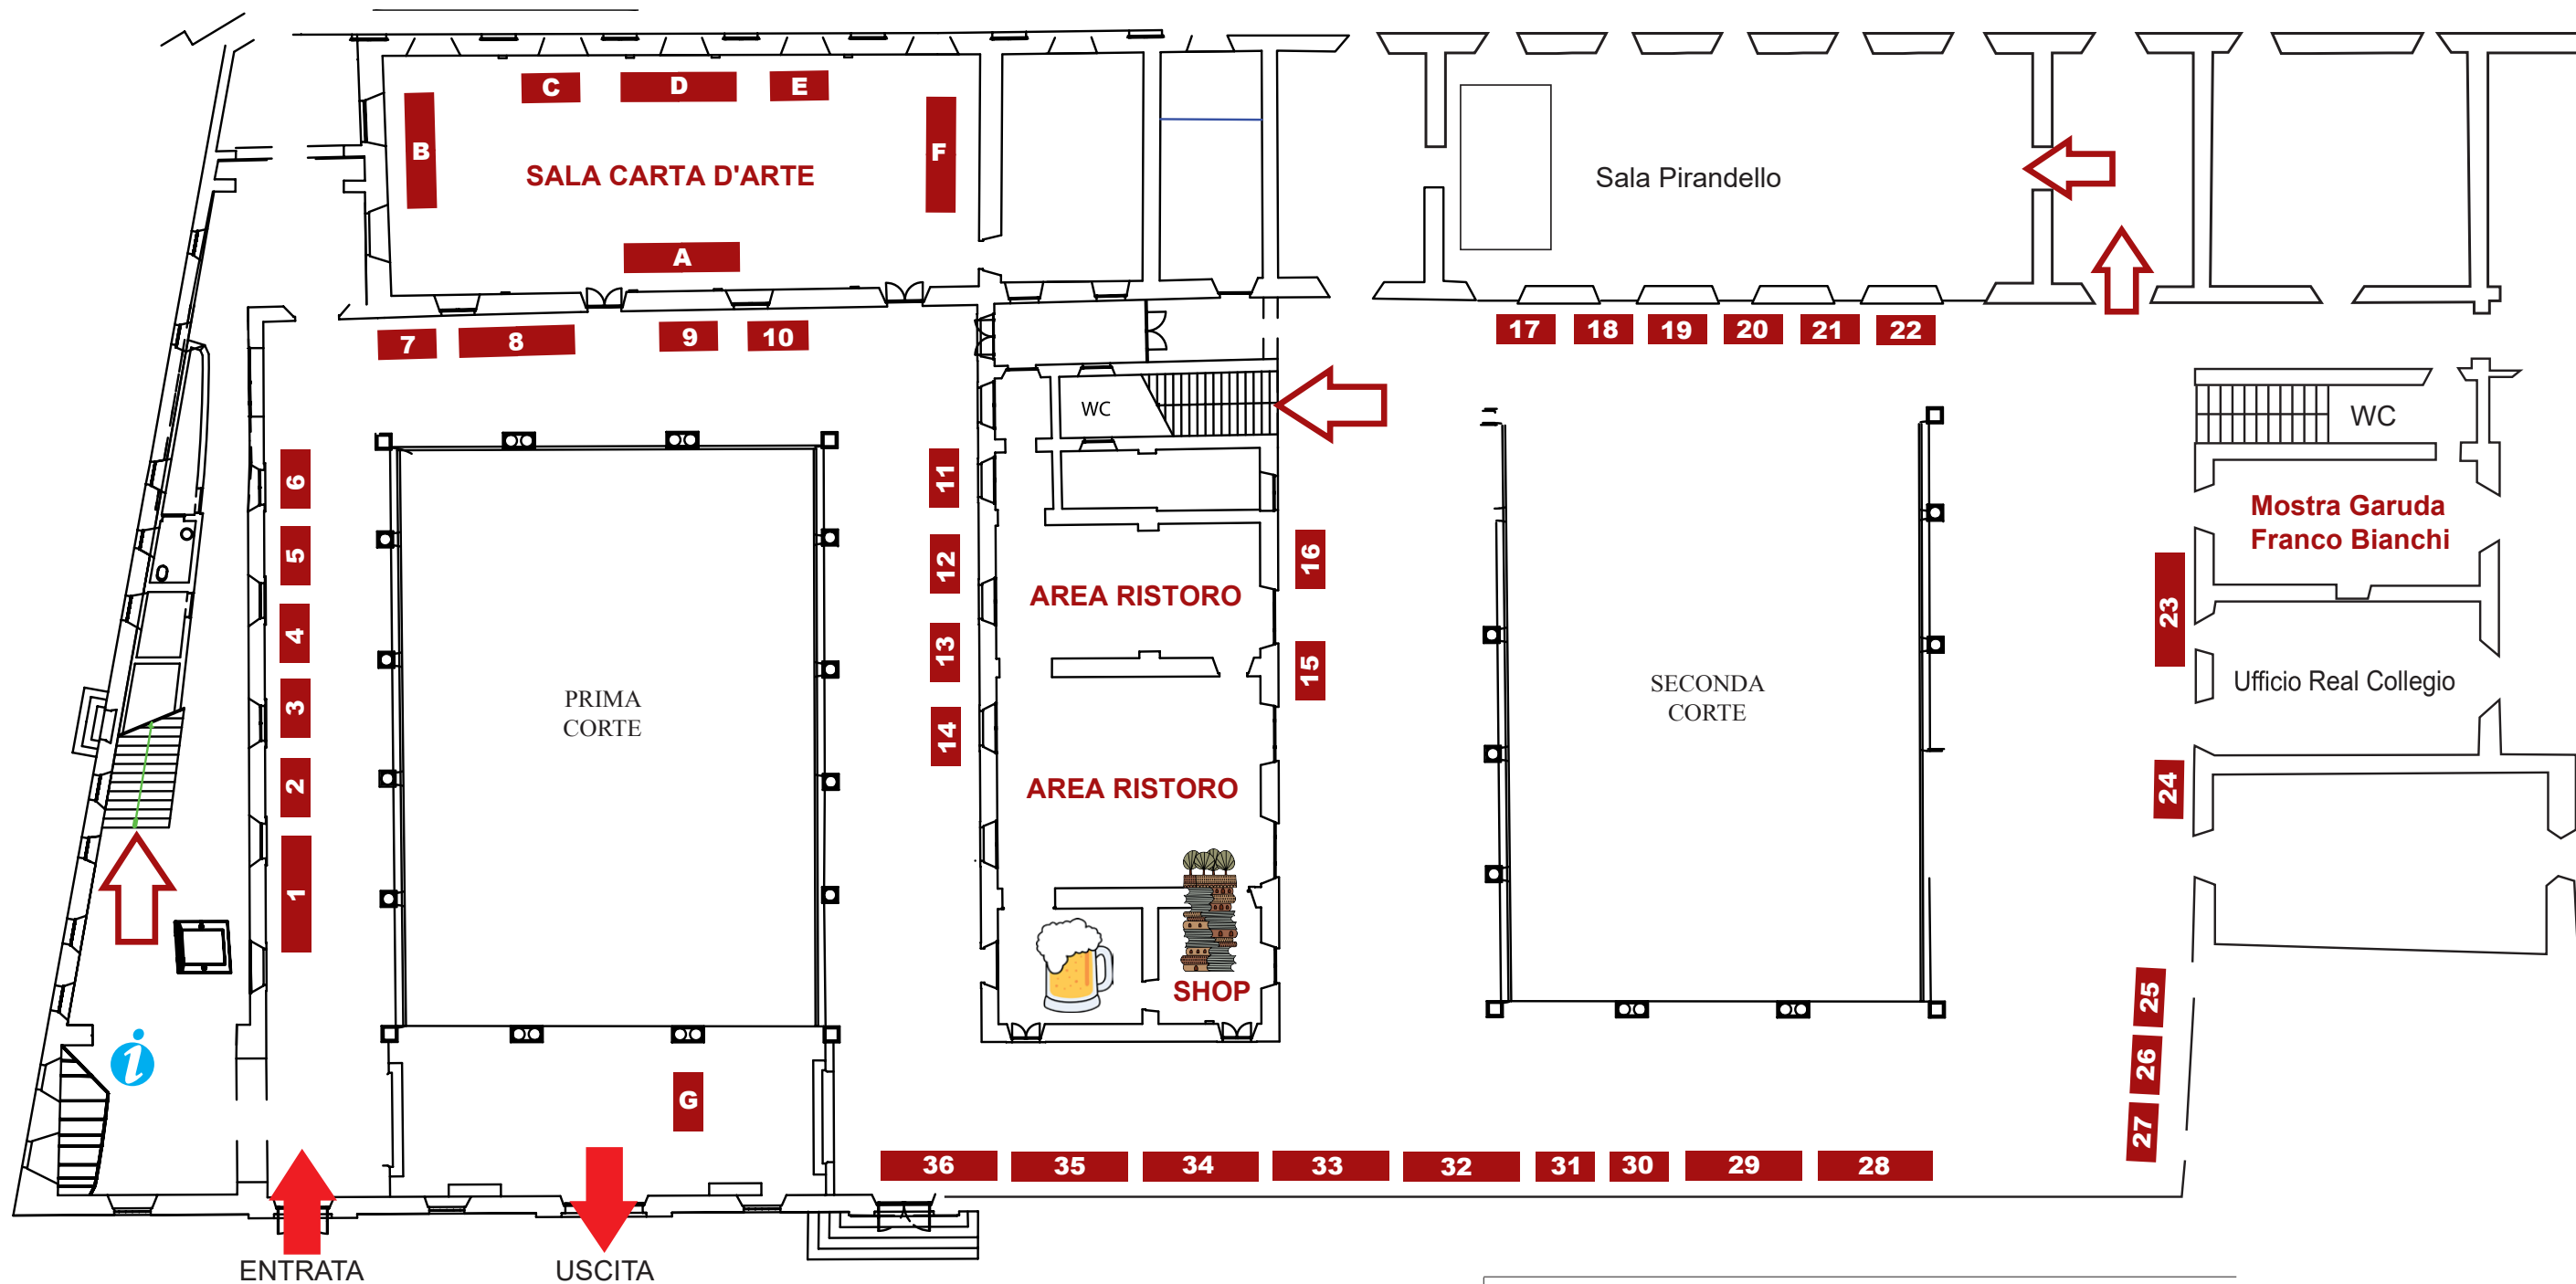 C
D
E
B
F
SALA CARTA D'ARTE
A
Sala Pirandello
7
8
9
10
17
18
19
20
21
22
WC
WC
6
5
4
3
2
1
11
12
13
14
16
15
AREA RISTORO
AREA RISTORO
PRIMA
CORTE
SECONDA
CORTE
Mostra Garuda
Franco Bianchi
23
Ufficio Real Collegio
24
SHOP
25
26
27
i
G
36
35
34
33
32
31
30
29
28
ENTRATA
USCITA